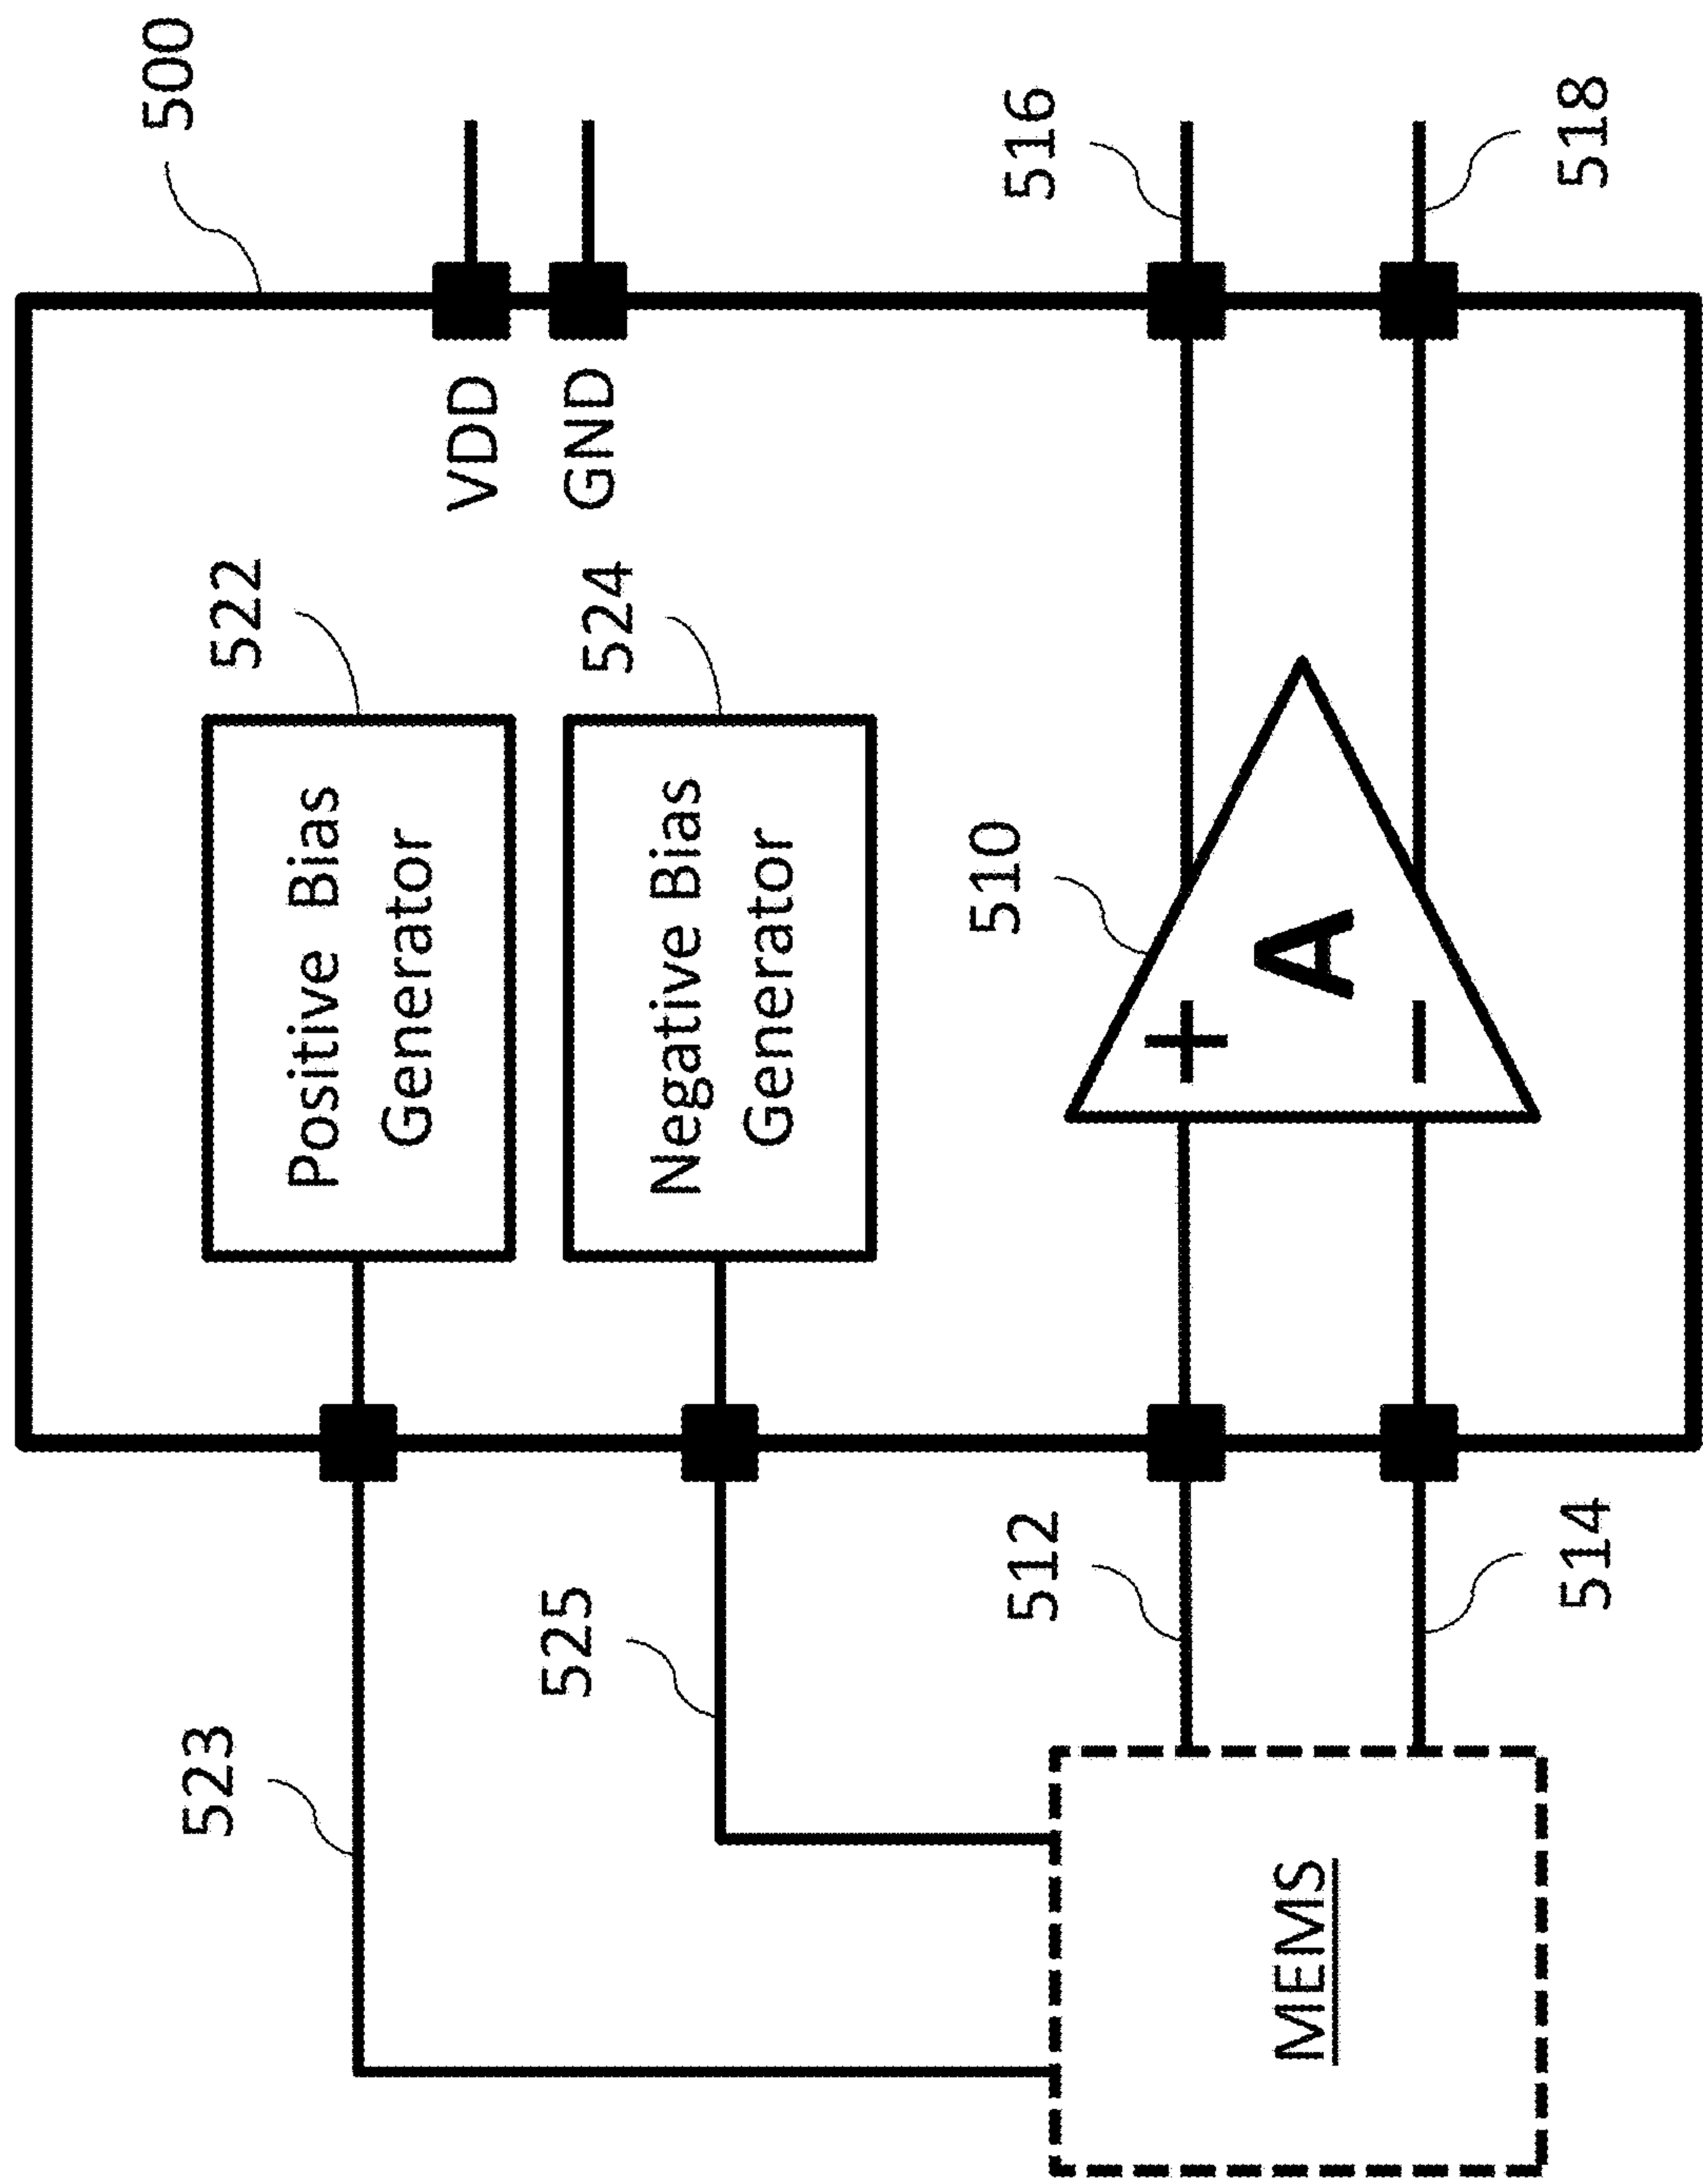 500
522
Positive Bias
Generator
VDD
GND
524
Negative Bias
Generator
523
525
510
516
512
+
A
MEMS
−
518
514